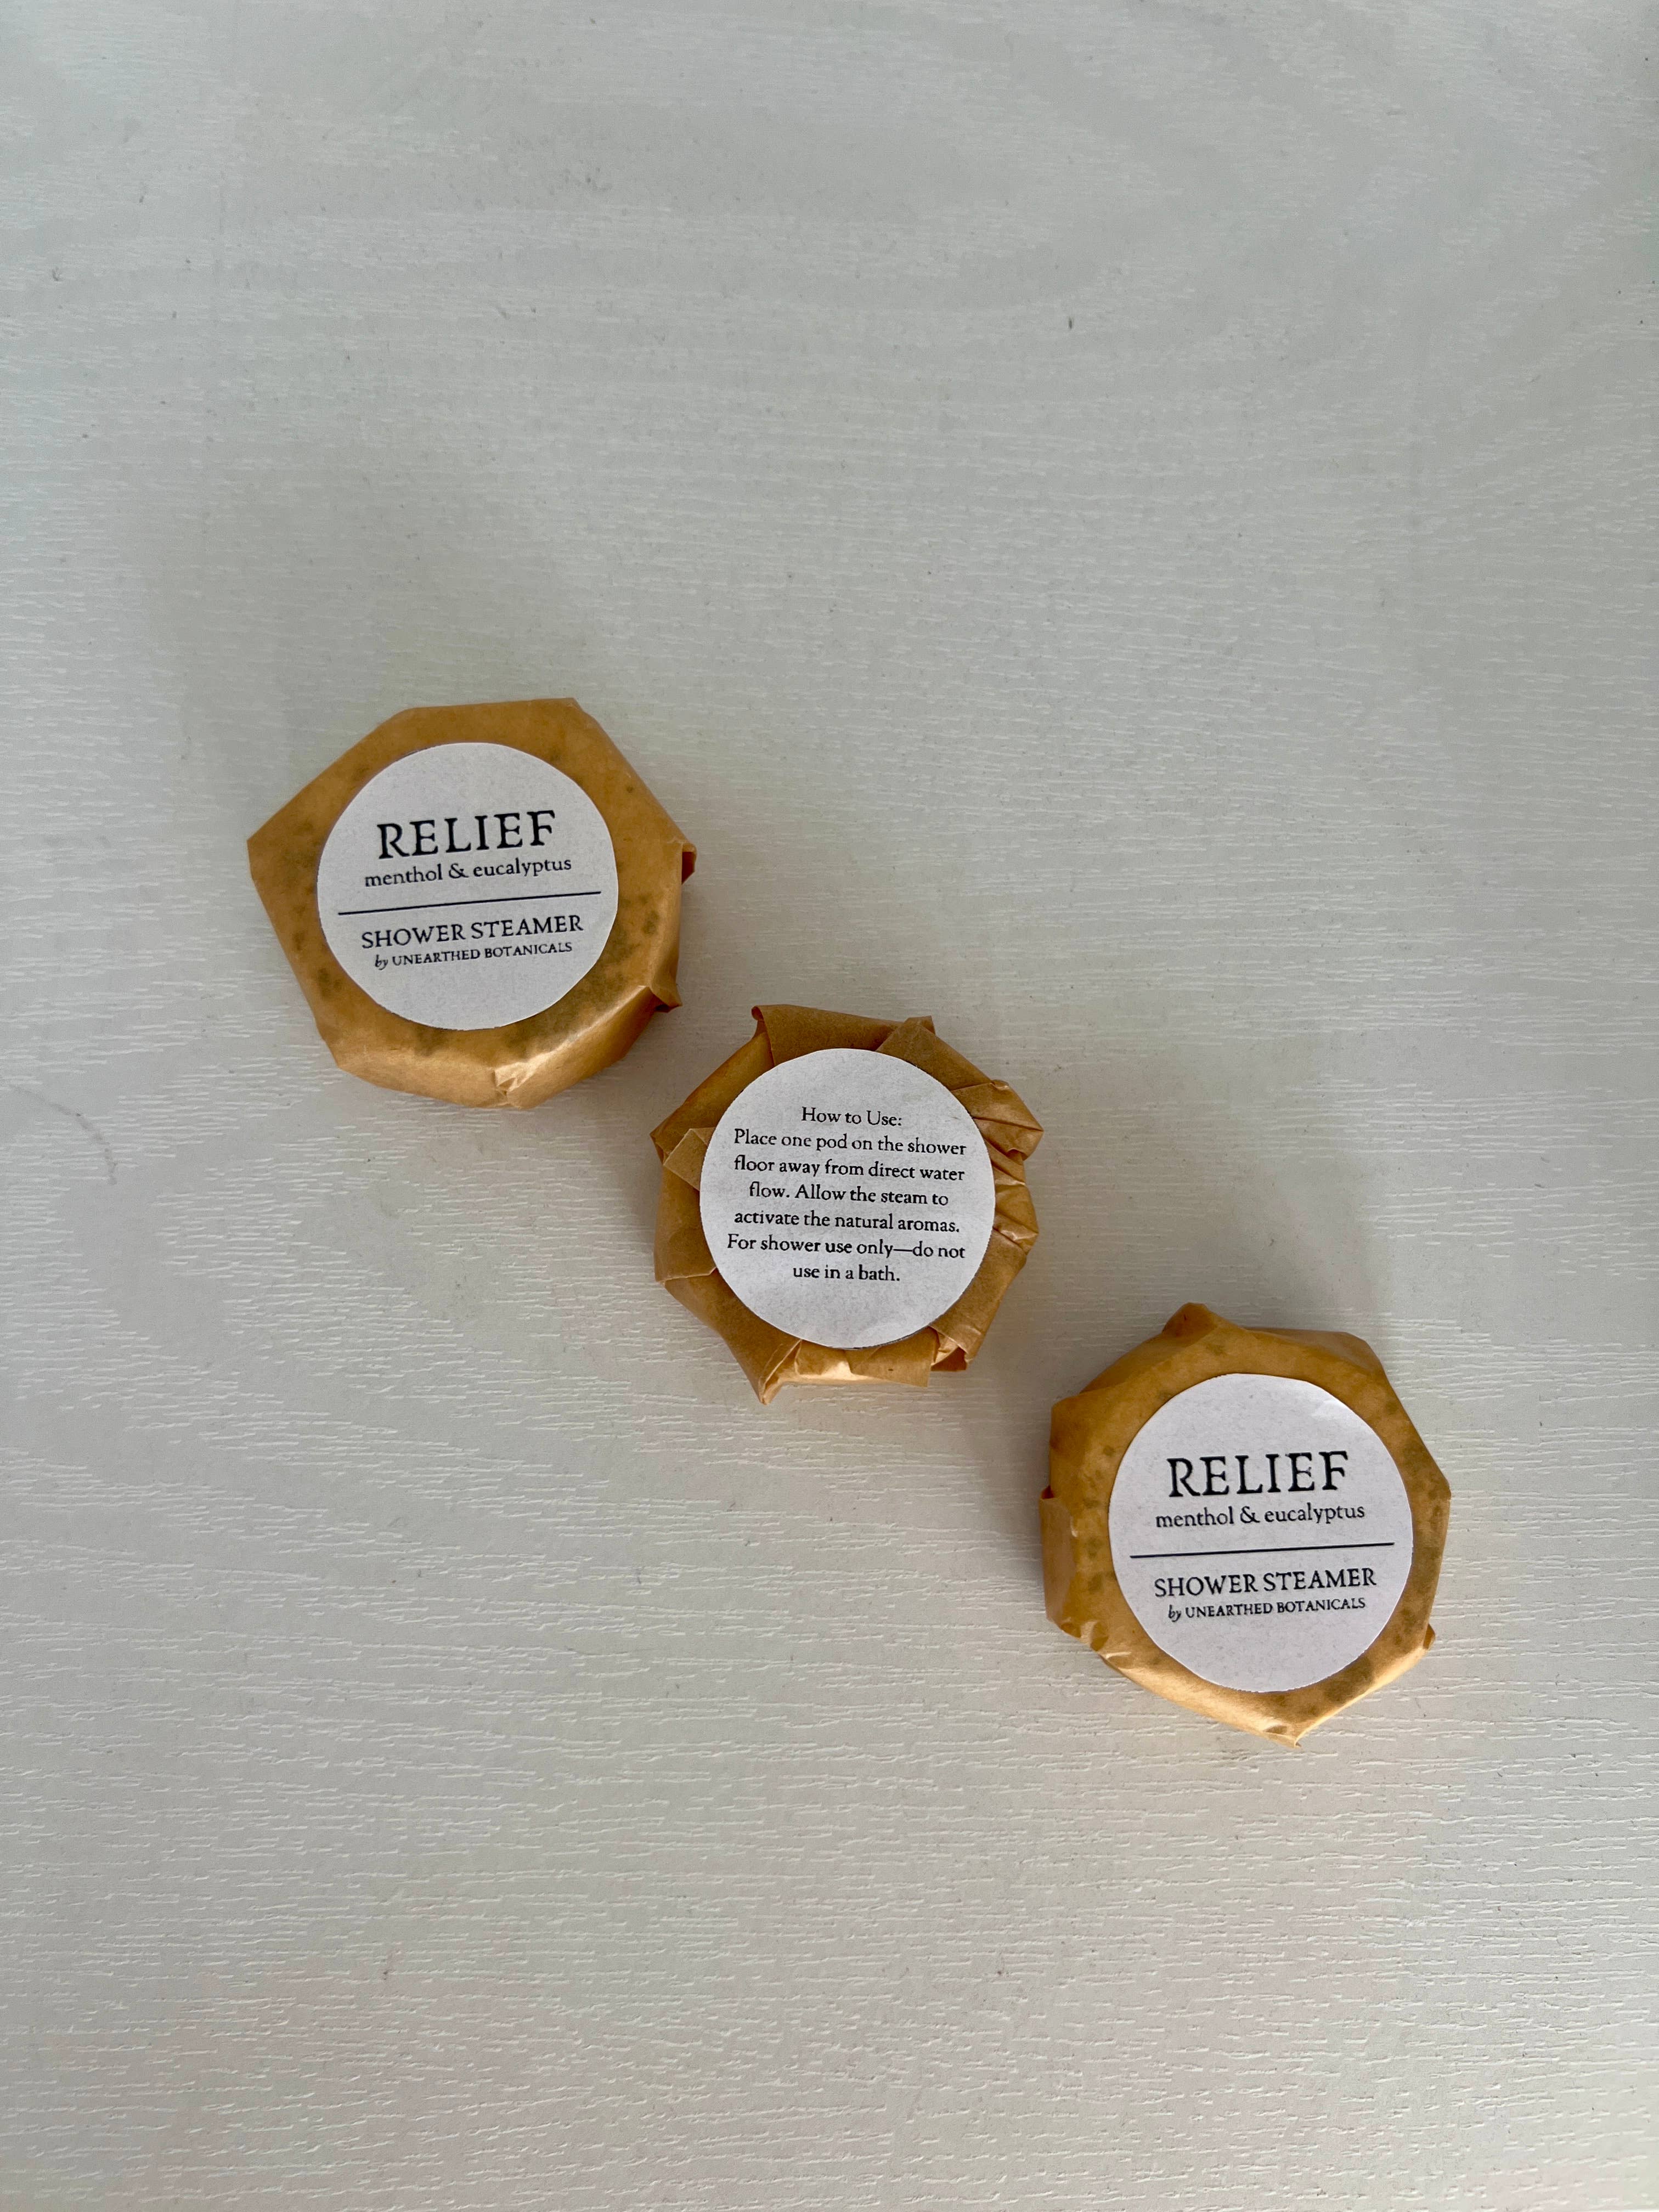 RELIEF
menthol & eucalyptus
SHOWER STEAMER
by UNEARTHED BOTANICALS
How to Use:
Place one pod on the shower
floor away from direct water
flow. Allow the steam to
activate the natural aromas.
For shower use only—do not
use in a bath.
RELIEF
menthol & eucalyptus
SHOWER STEAMER
by UNEARTHED BOTANICALS